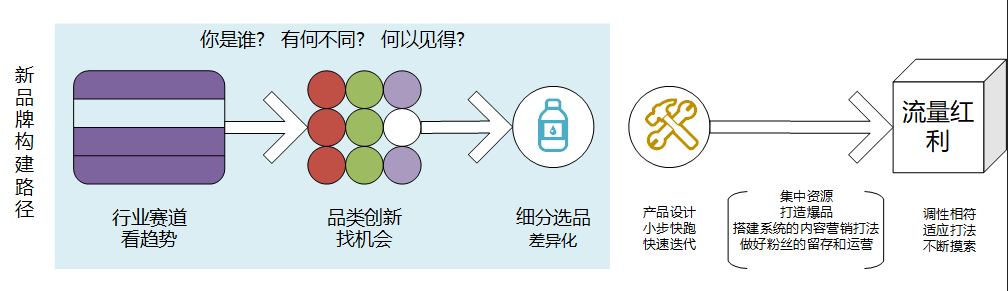 新品牌构建路径
你是谁？ 有何不同？ 何以见得？
行业赛道
看趋势
品类创新
找机会
细分选品
差异化
产品设计
小步快跑
快速迭代
集中资源
打造爆品
搭建系统的内容营销打法
做好粉丝的留存和运营
流量红
利
调性相符
适应打法
不断摸索